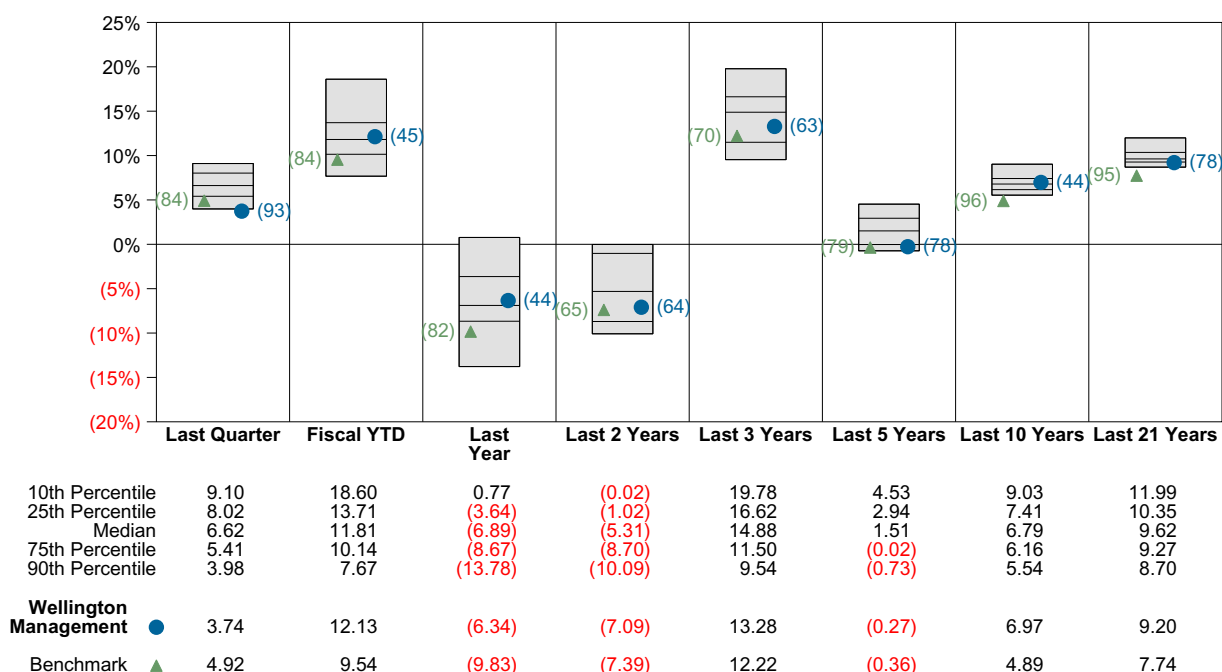 25%
20%
15%
10%
5%
0%
(5%)
(10%)
(15%)
(20%)
(84) (93)
(84) (45)
(82) (44)
(65) (64)
(70) (63)
(79) (78)
(96) (44)
(95) (78)
Last Quarter Fiscal YTD Last Year Last 2 Years Last 3 Years Last 5 Years Last 10 Years Last 21 Years
10th Percentile 9.10 18.60 0.77 (0.02) 19.78 4.53 9.03 11.99
25th Percentile 8.02 13.71 (3.64) (1.02) 16.62 2.94 7.41 10.35
Median 6.62 11.81 (6.89) (5.31) 14.88 1.51 6.79 9.62
75th Percentile 5.41 10.14 (8.67) (8.70) 11.50 (0.02) 6.16 9.27
90th Percentile 3.98 7.67 (13.78) (10.09) 9.54 (0.73) 5.54 8.70
Wellington
Management 3.74 12.13 (6.34) (7.09) 13.28 (0.27) 6.97 9.20
Benchmark 4.92 9.54 (9.83) (7.39) 12.22 (0.36) 4.89 7.74